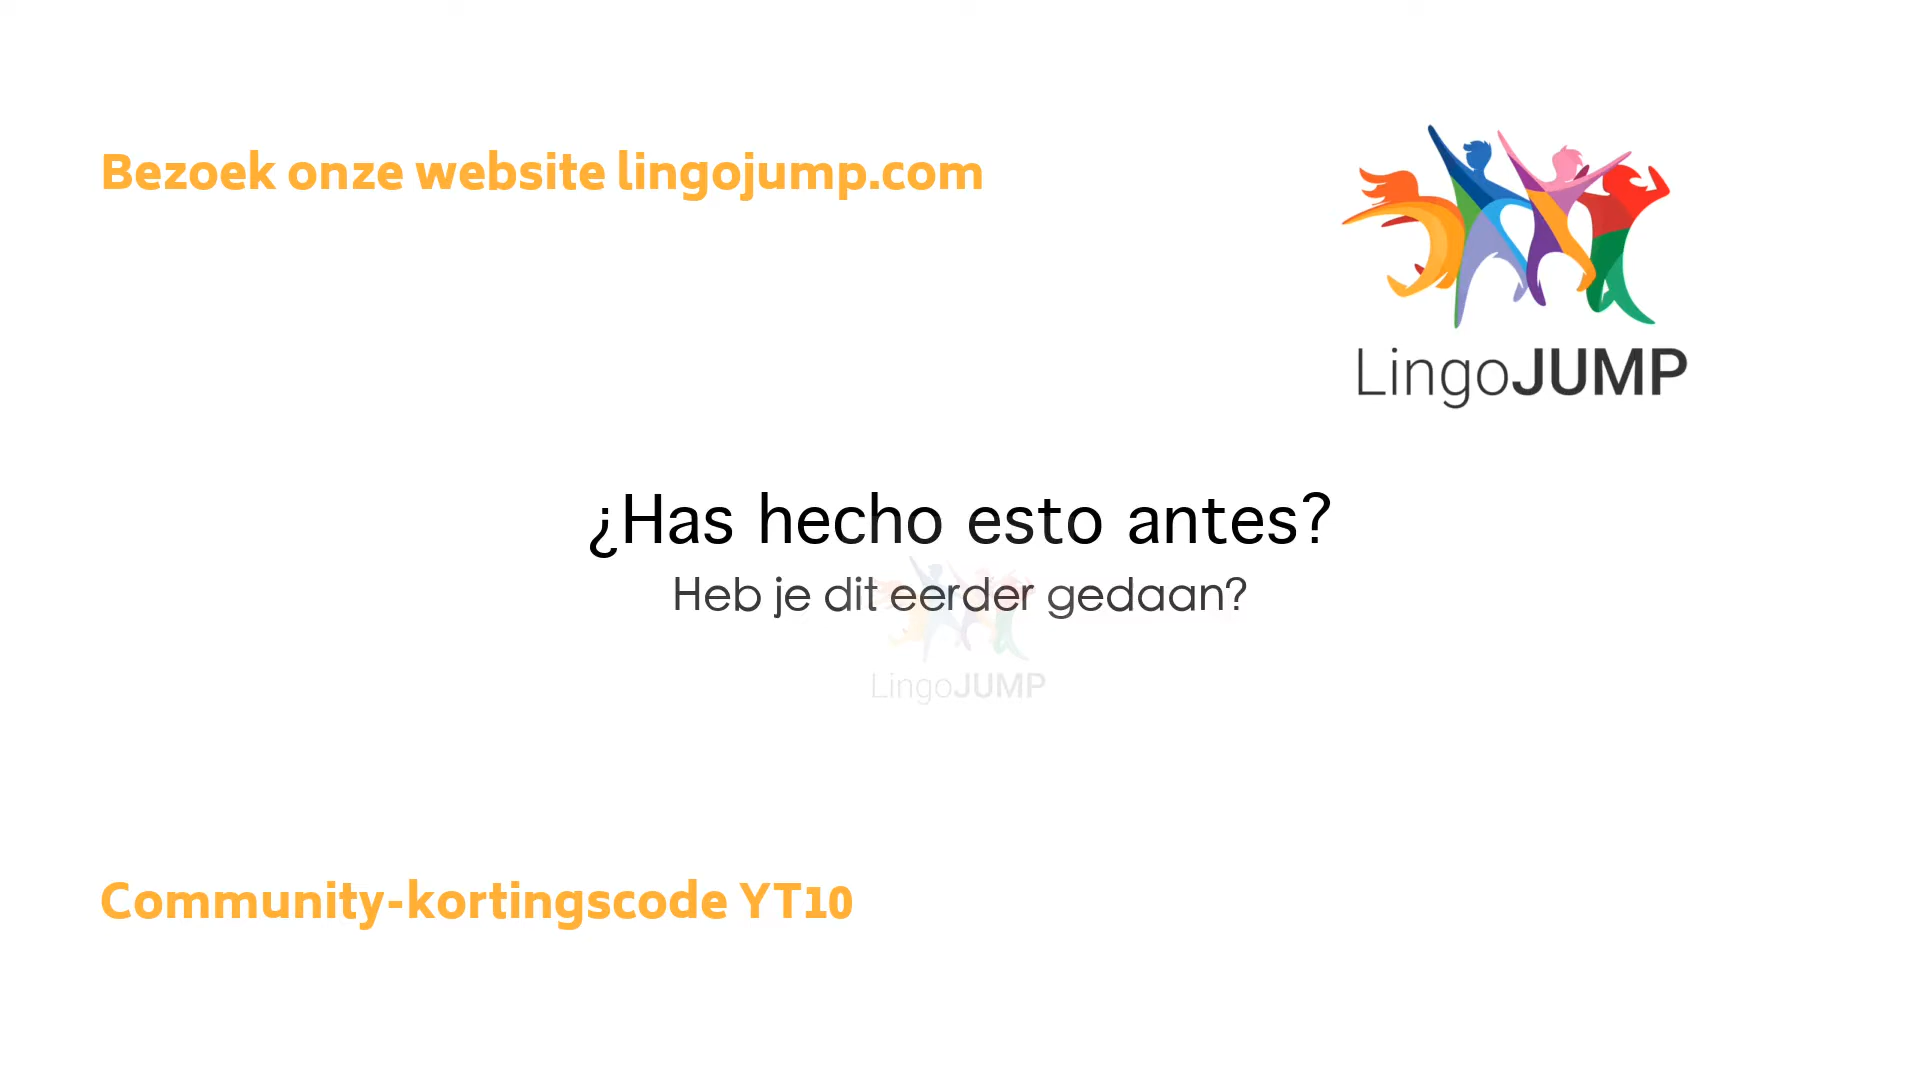 Bezoek onze website lingojump.com
LingoJUMP
¿Has hecho esto antes?
Heb je dit eerder gedaan?
LingoJUMP
Community-kortingscode YT10